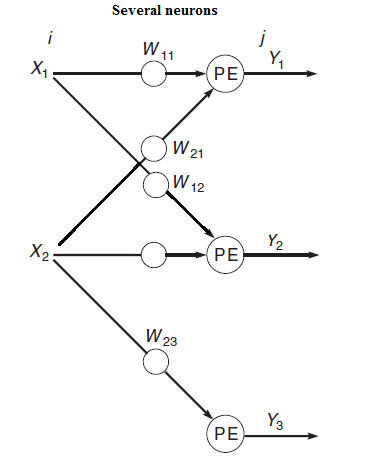 Several neurons
i
j
X1
W11
PE
Y1
W21
W12
X2
PE
Y2
W23
PE
Y3